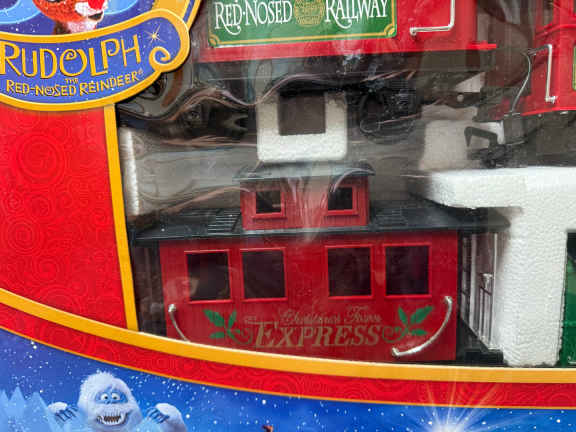 RED-NOSED RAILWAY
RUDOLPH
THE
RED-NOSED REINDEER®
Christmas Town
EXPRESS